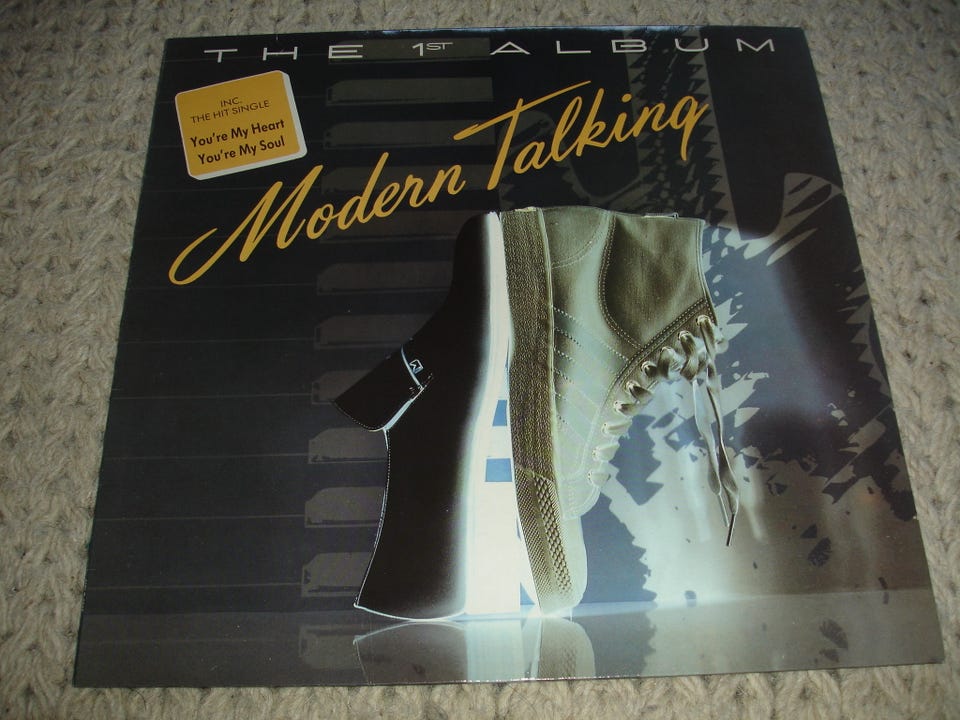 THE 1ST ALBUM
INC.
THE HIT SINGLE
You're My Heart
You're My Soul
Modern Talking